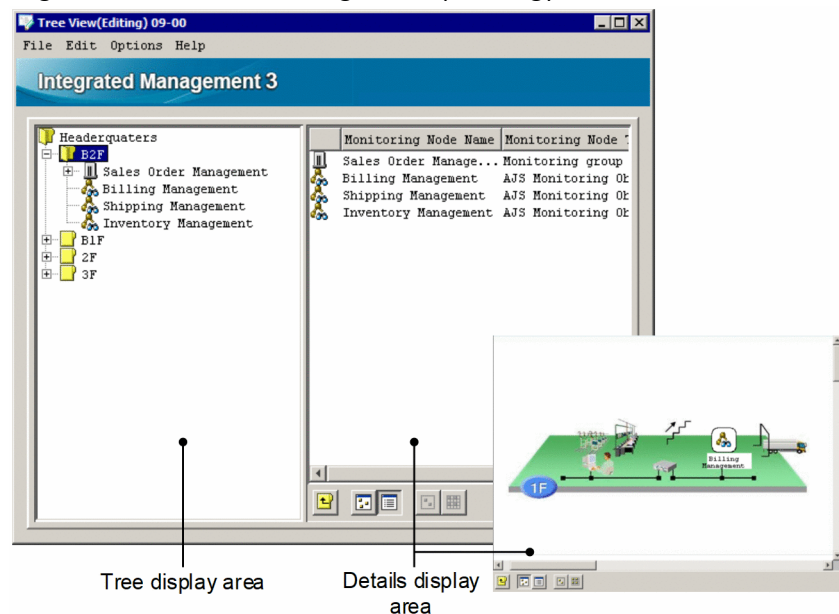 Tree View(Editing) 09-00
File Edit Options Help
Integrated Management 3
Headerquaters
B2F
Sales Order Management
Billing Management
Shipping Management
Inventory Management
B1F
2F
3F
Monitoring Node Name Monitoring Node
Sales Order Manage... Monitoring group
Billing Management AJS Monitoring
Shipping Management AJS Monitoring
Inventory Management AJS Monitoring
Billing
Management
1F
Tree display area
Details display
area